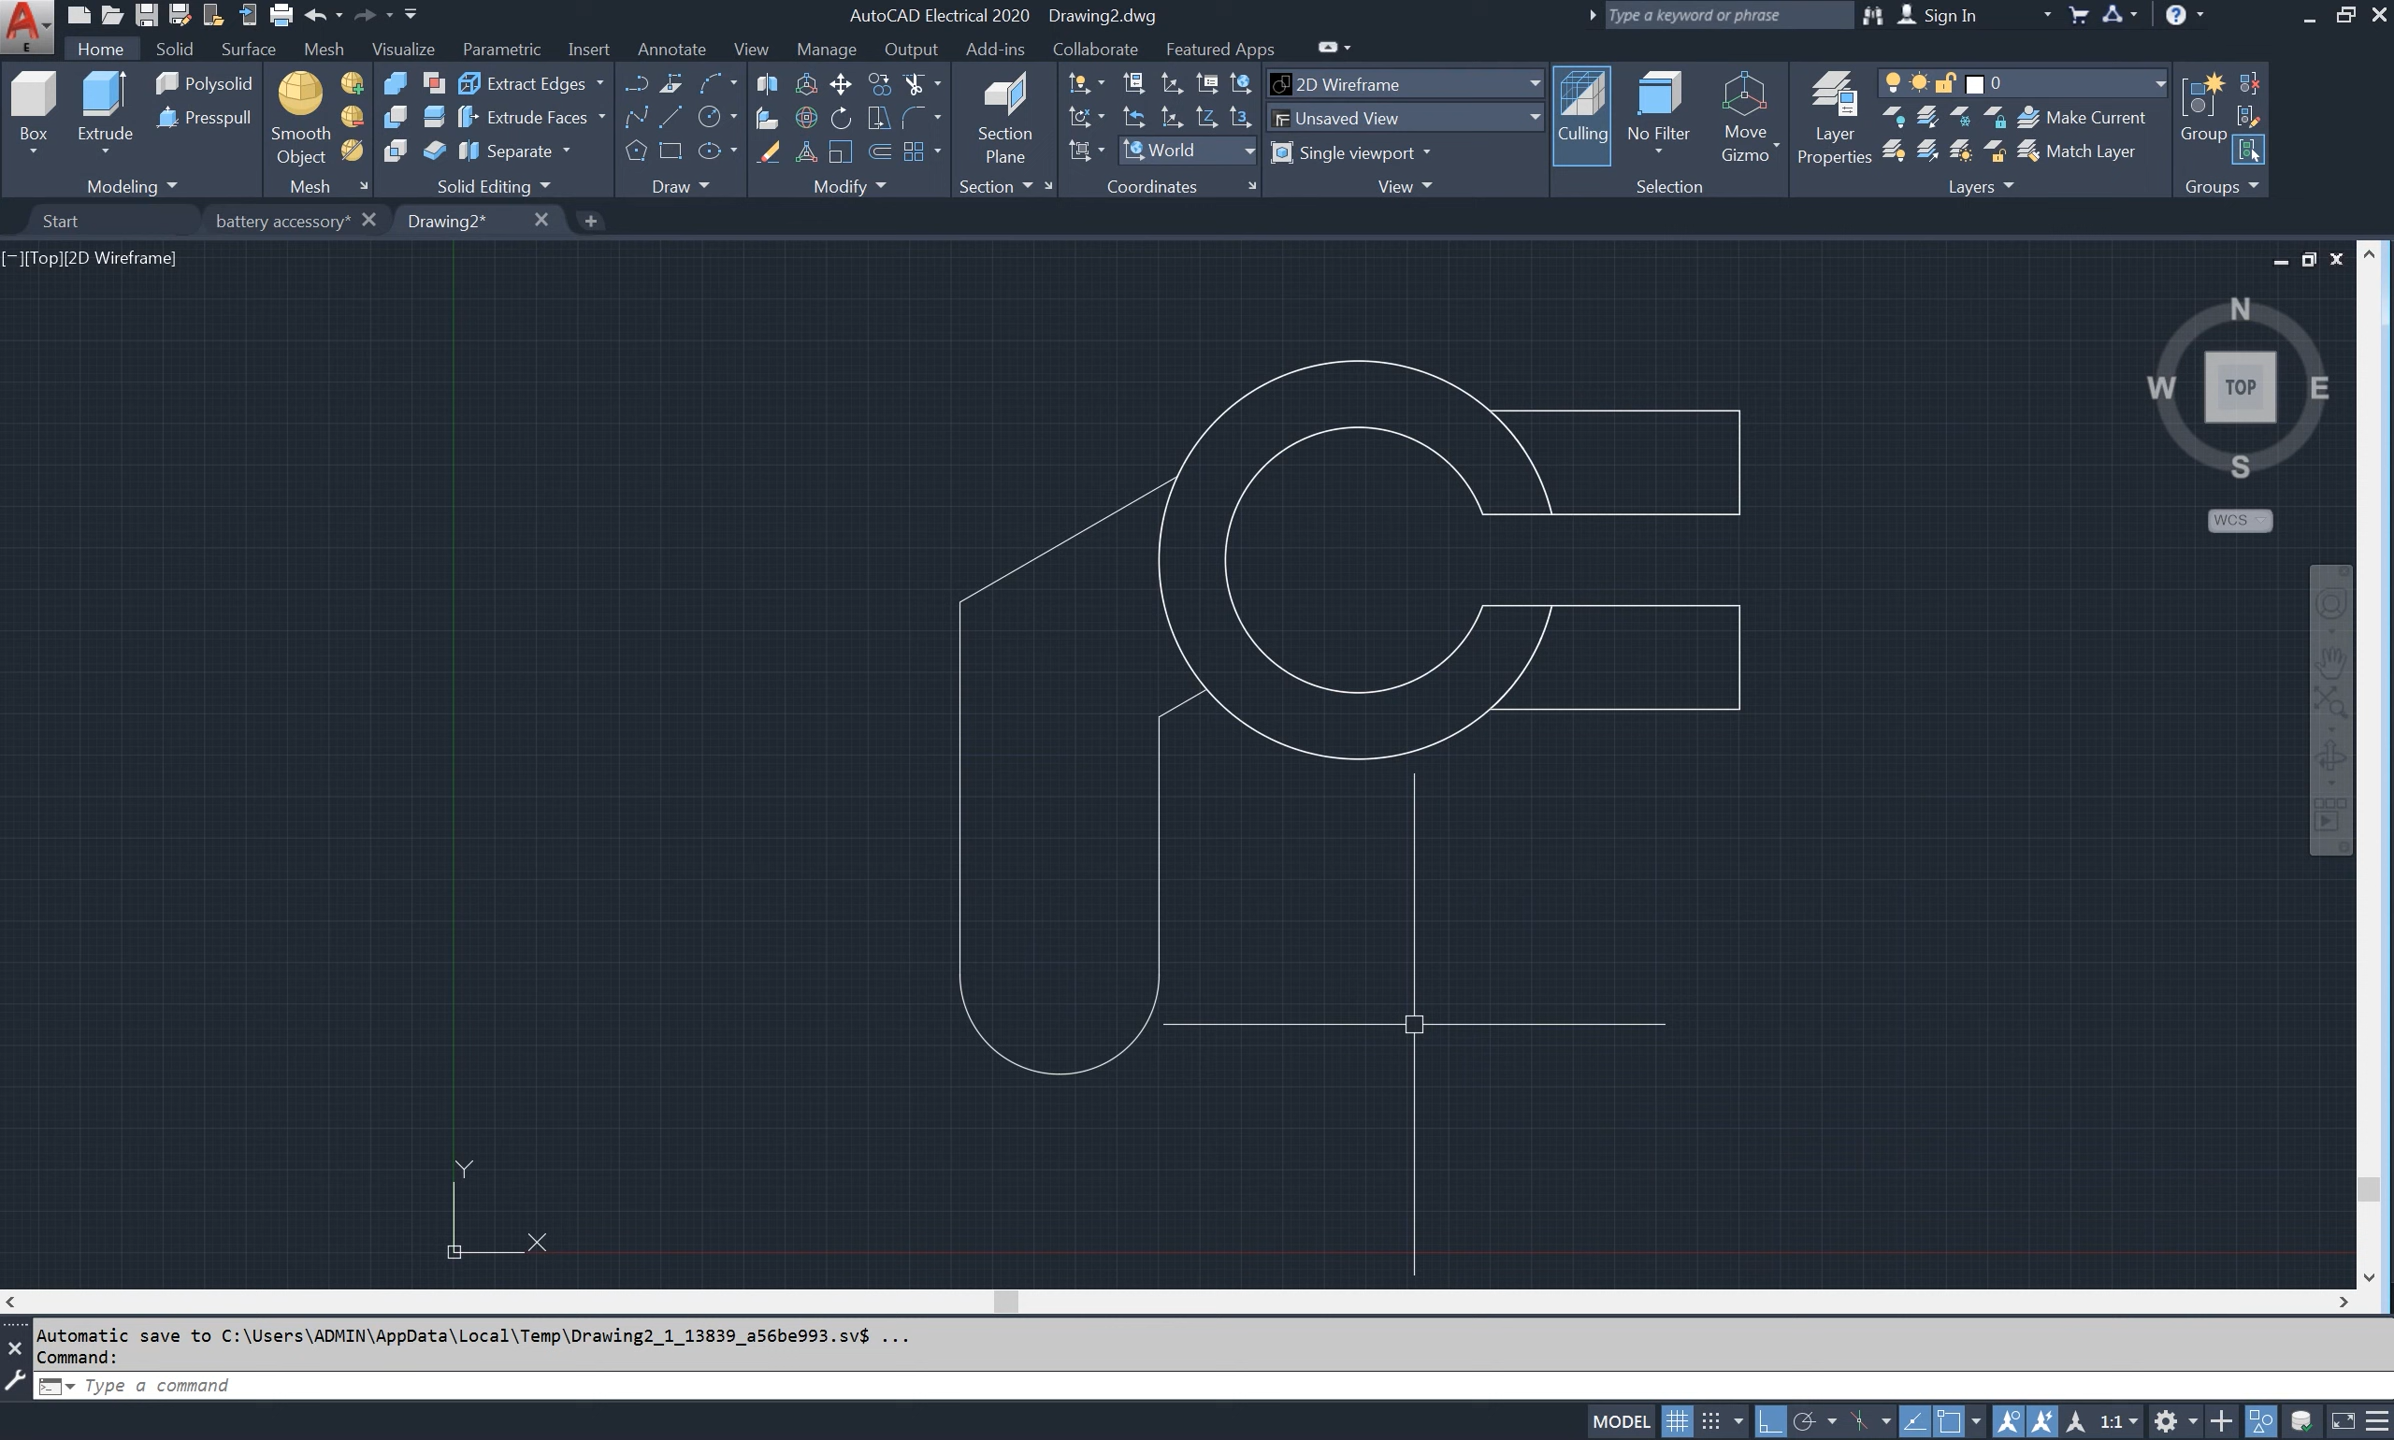 AutoCAD Electrical 2020 Drawing2.dwg
Type a keyword or phrase
Sign In
Home Solid Surface Mesh Visualize Parametric Insert Annotate View Manage Output Add-ins Collaborate Featured Apps
Box
Extrude
Polysolid
Presspull
Modeling
Smooth
Object
Mesh
Extract Edges
Extrude Faces
Separate
Solid Editing
Draw
Modify
Section
Plane
Section
World
Coordinates
2D Wireframe
Unsaved View
Single viewport
View
Culling
No Filter
Move
Gizmo
Selection
Layer
Properties
0
Make Current
Match Layer
Layers
Group
Groups
Start battery accessory* Drawing2*
[−][Top][2D Wireframe]
N
W TOP E
S
WCS
Y
X
Automatic save to C:\Users\ADMIN\AppData\Local\Temp\Drawing2_1_13839_a56be993.sv$ ...
Command:
Type a command
MODEL 1:1